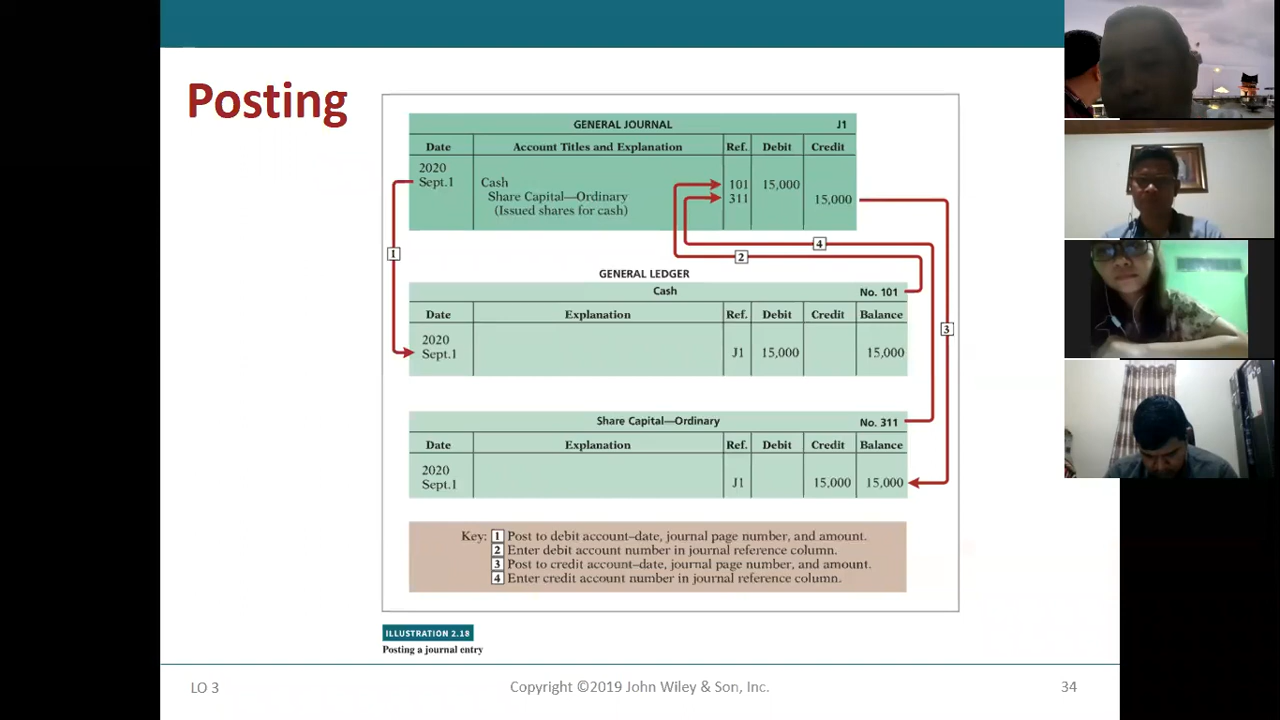 Posting
GENERAL JOURNAL J1
Date Account Titles and Explanation Ref. Debit Credit
2020
Sept.1 Cash 101 15,000
Share Capital—Ordinary 311 15,000
(Issued shares for cash)
1
4
2
3
GENERAL LEDGER
Cash No. 101
Date Explanation Ref. Debit Credit Balance
2020
Sept.1 J1 15,000 15,000
Share Capital—Ordinary No. 311
Date Explanation Ref. Debit Credit Balance
2020
Sept.1 J1 15,000 15,000
Key: 1 Post to debit account–date, journal page number, and amount.
2 Enter debit account number in journal reference column.
3 Post to credit account–date, journal page number, and amount.
4 Enter credit account number in journal reference column.
ILLUSTRATION 2.18
Posting a journal entry
LO 3 Copyright ©2019 John Wiley & Son, Inc. 34